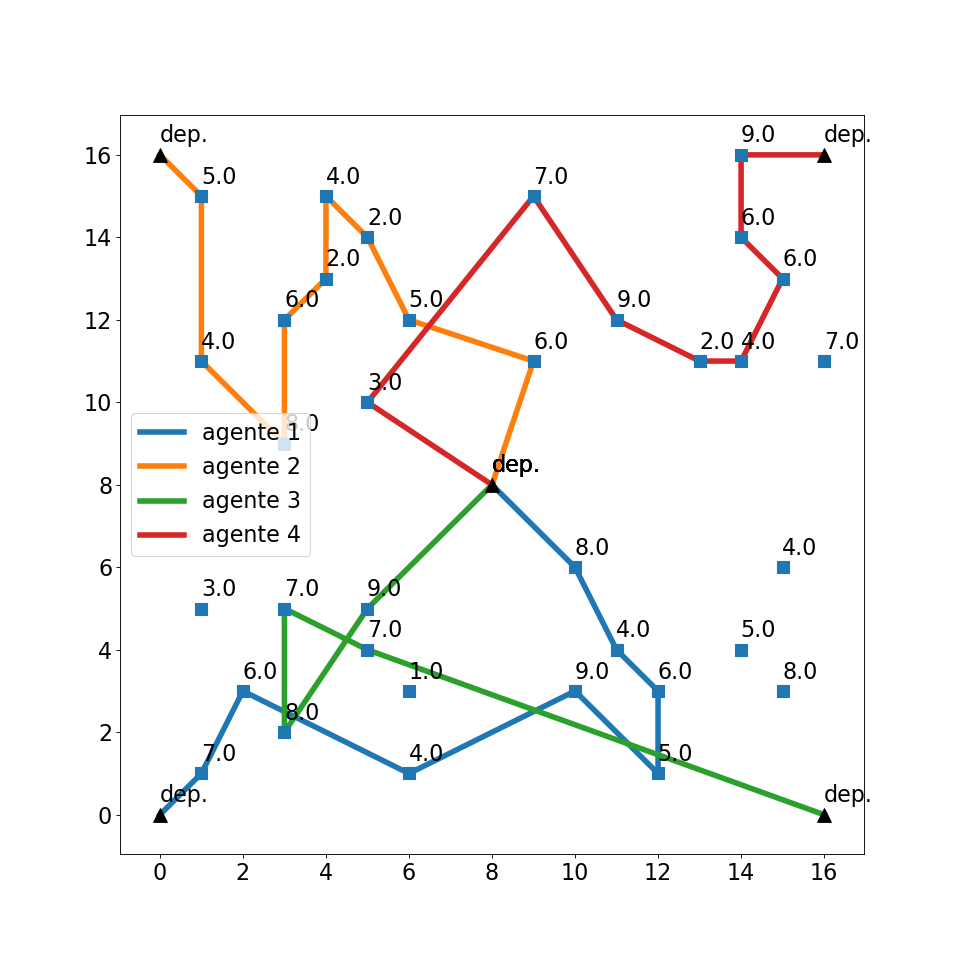 9.0 dep.
16
5.0 4.0 7.0
14 2.0 6.0
2.0 6.0
12 6.0 5.0 9.0
4.0 6.0 2.0 4.0 7.0
10 3.0
8.0
agente 1
agente 2
agente 3
agente 4
dep.
dep.
8
8.0 4.0
6
3.0 7.0 9.0
7.0 4.0 5.0
4
6.0 1.0 9.0 6.0 8.0
8.0
2
7.0 4.0 5.0
dep. dep.
0
0 2 4 6 8 10 12 14 16